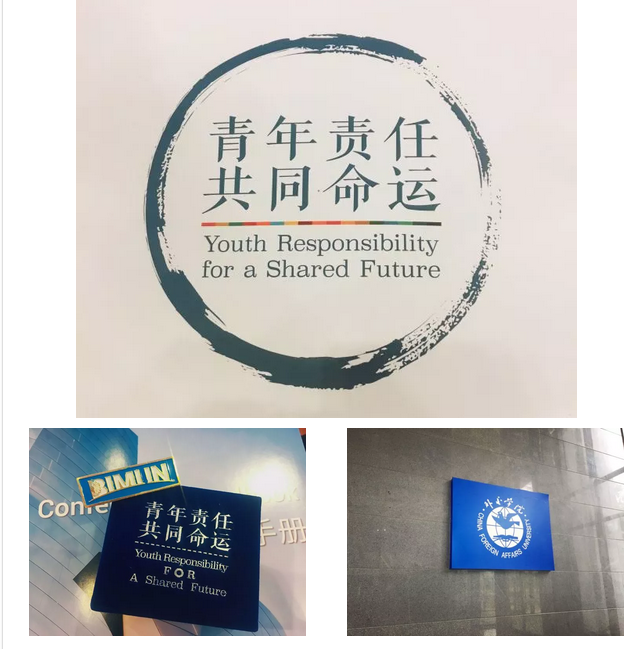 青年责任
共同命运
Youth Responsibility
for a Shared Future
BIMUN
Confe
手册
青年责任
共同命运
Youth Responsibility
FOR
A Shared Future
外交学院
CHINA FOREIGN AFFAIRS UNIVERSITY